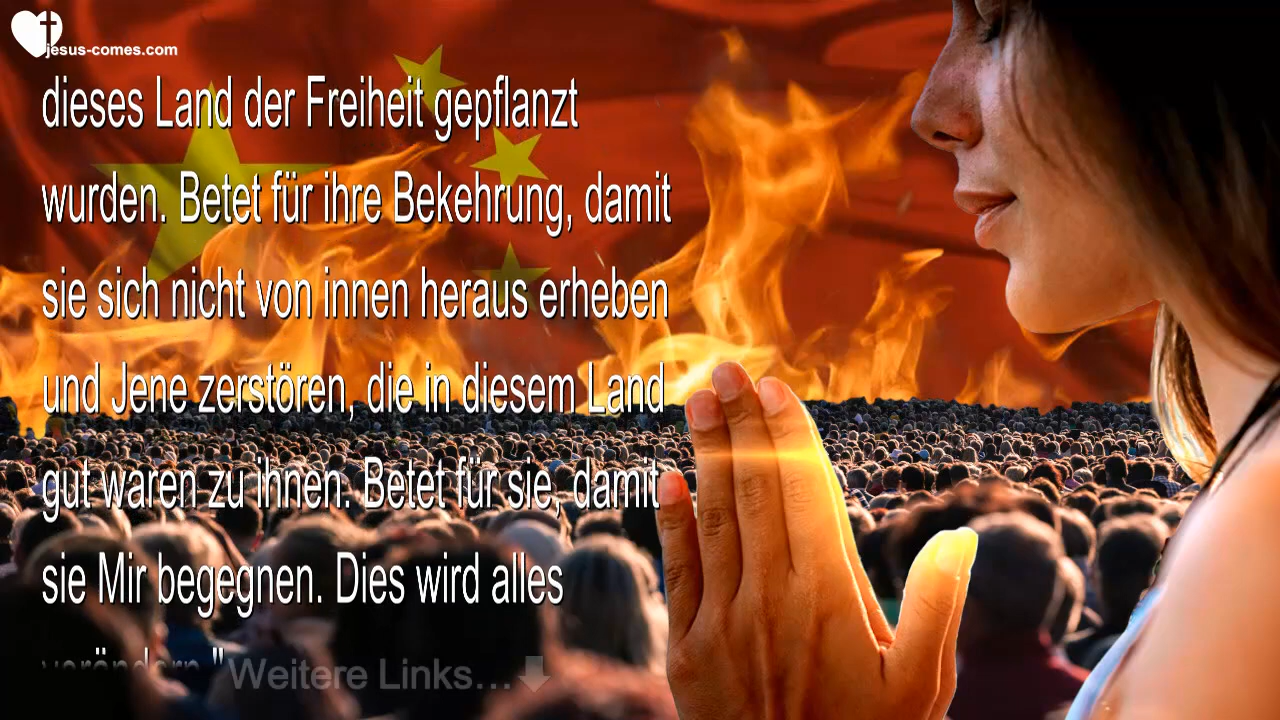 jesus-comes.com
dieses Land der Freiheit gepflanzt
wurden. Betet für ihre Bekehrung, damit
sie sich nicht von innen heraus erheben
und Jene zerstören, die in diesem Land
gut waren zu ihnen. Betet für sie, damit
sie Mir begegnen. Dies wird alles
verändern."
Weitere Links...